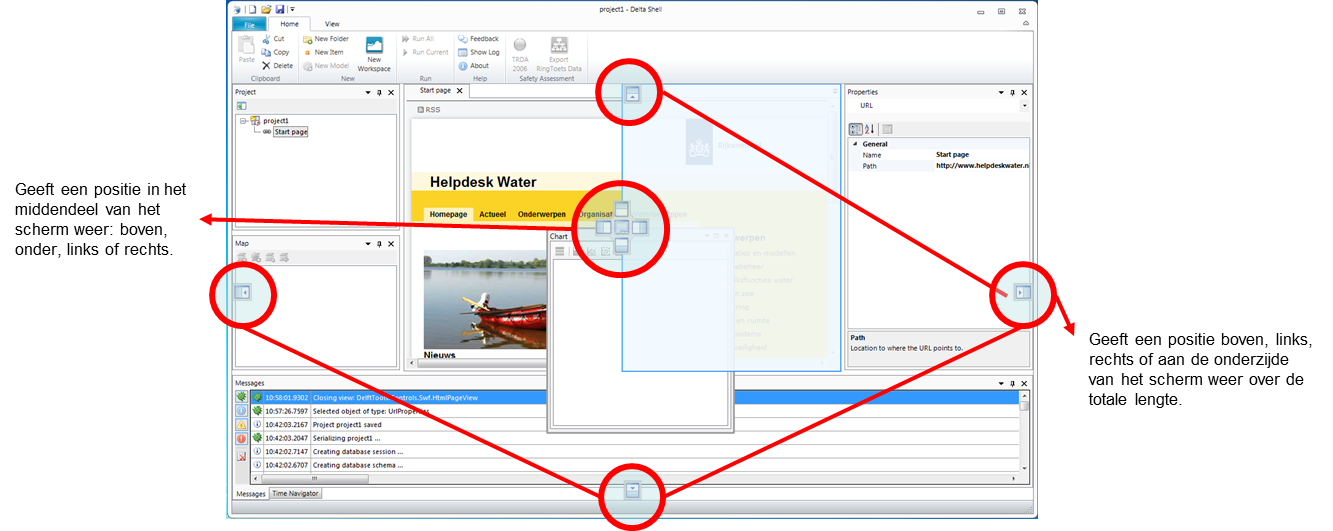 project1 - Delta Shell
File Home View
Cut
Copy
Delete
Paste
Clipboard
New Folder
New Item
New Model
New
Workspace
New
Run All
Run Current
Run
Feedback
Show Log
About
Help
TRDA
2006
Export
RingToets Data
Safety Assessment
Project
project1
Start page
Start page
RSS
Helpdesk Water
Homepage Actueel Onderwerpen Organisat
Nieuws
Chart
Map
Properties
URL
General
Name Start page
Path http://www.helpdeskwater.n
Path
Location to where the URL points to.
Messages
10:58:01.9302 Closing view: DelftTools.Controls.Swf.HtmlPageView
10:57:26.7597 Selected object of type: UrlProperties
10:42:03.2167 Project project1 saved
10:42:03.2047 Serializing project1 ...
10:42:02.7147 Creating database session ...
10:42:02.6707 Creating database schema ...
Messages Time Navigator
Geeft een positie in het
middendeel van het
scherm weer: boven,
onder, links of rechts.
Geeft een positie boven, links,
rechts of aan de onderzijde
van het scherm weer over de
totale lengte.